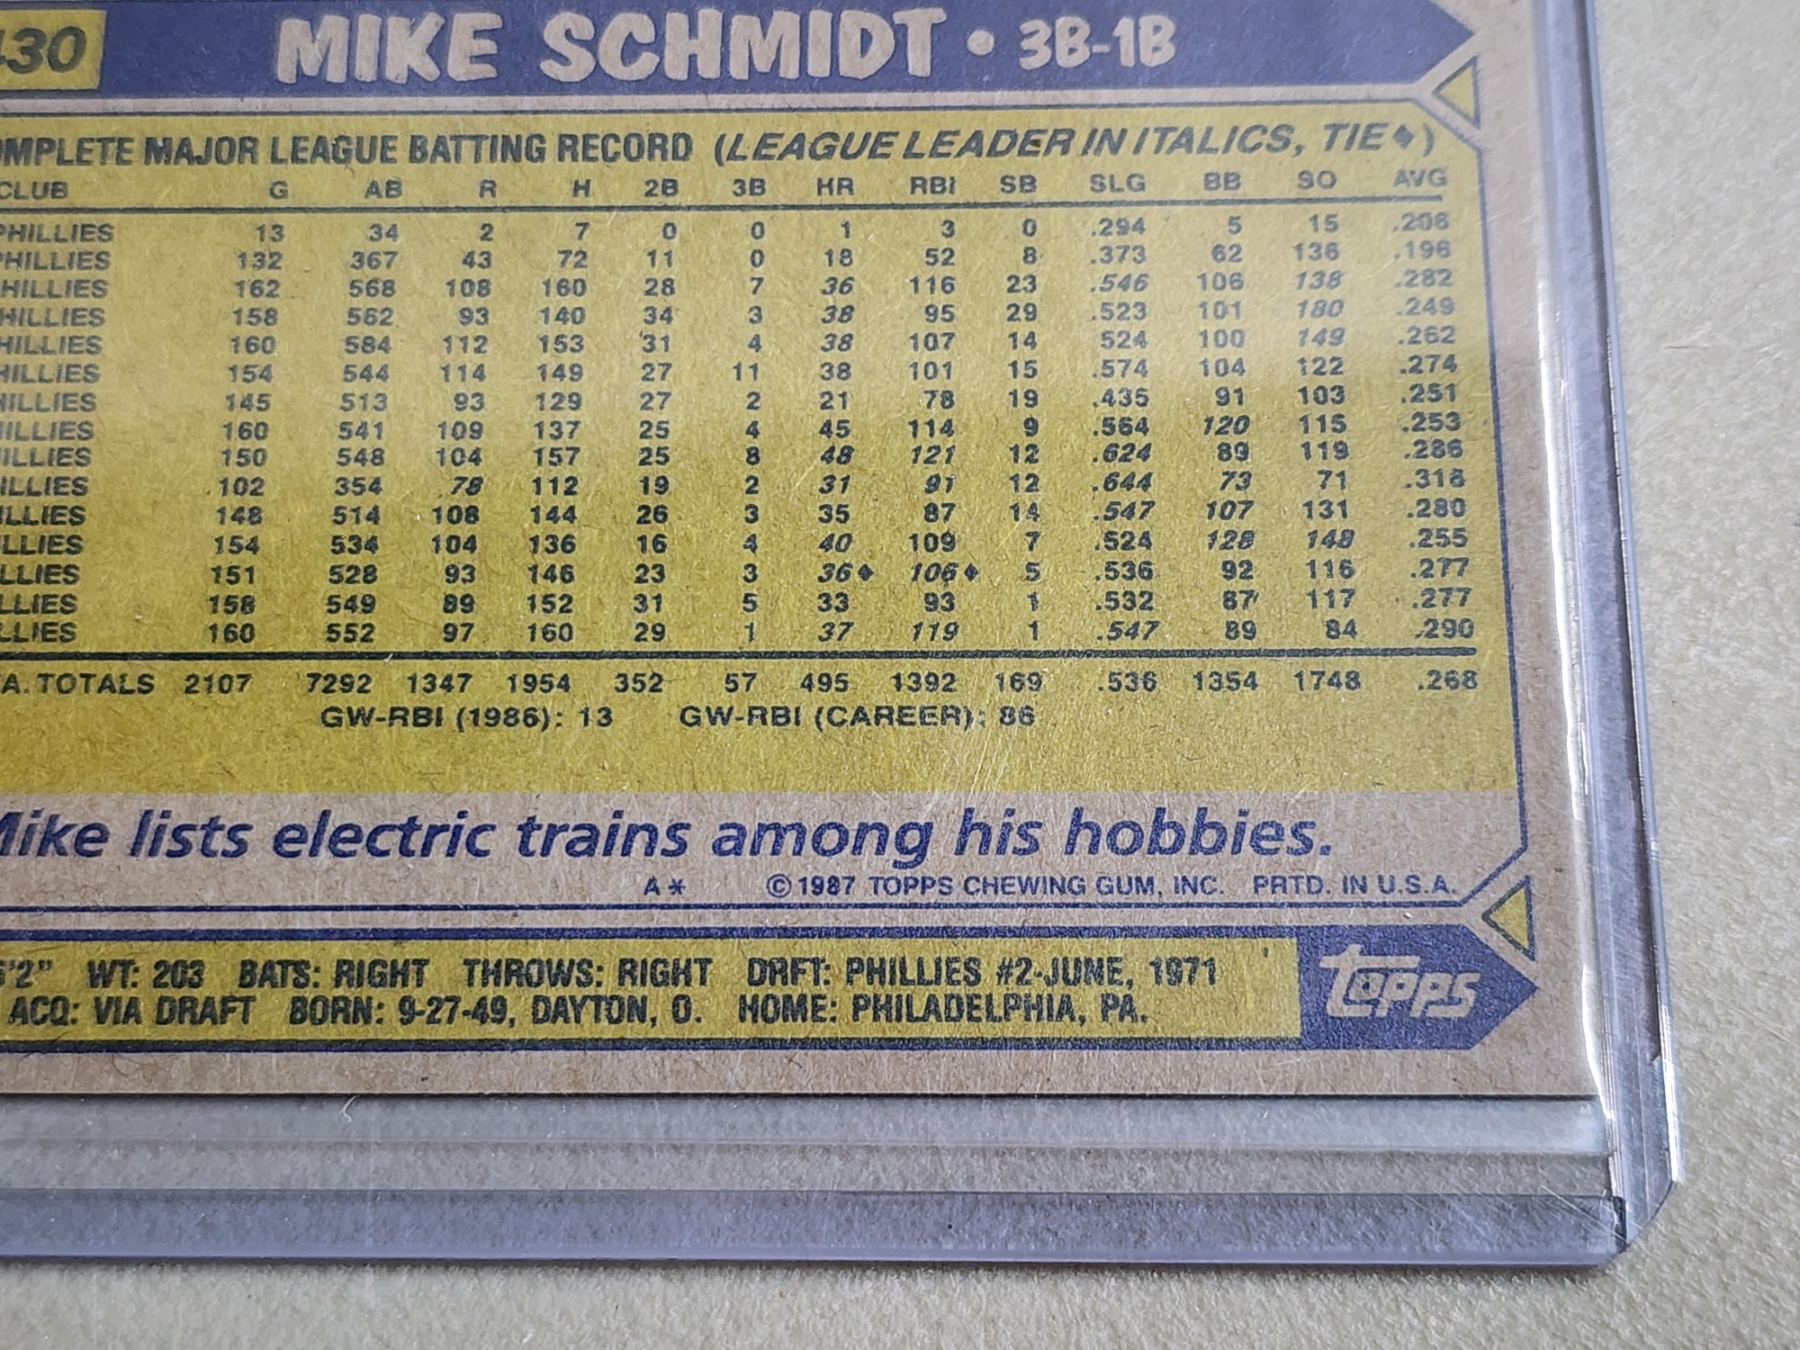 430
MIKE SCHMIDT • 3B-1B
OMPLETE MAJOR LEAGUE BATTING RECORD (LEAGUE LEADER IN ITALICS, TIE◆)
CLUB G AB R H 2B 3B HR RBI SB SLG BB SO AVG
PHILLIES 13 34 2 7 0 0 1 3 0 .294 5 15 .206
PHILLIES 132 367 43 72 11 0 18 52 8 .373 62 136 .196
HILLIES 162 568 108 160 28 7 36 116 23 .546 106 138 .282
HILLIES 158 562 93 140 34 3 38 95 29 .523 101 180 .249
HILLIES 160 584 112 153 31 4 38 107 14 524 100 149 .262
HILLIES 154 544 114 149 27 11 38 101 15 .574 104 122 .274
HILLIES 145 513 93 129 27 2 21 78 19 .435 91 103 .251
ILLIES 160 541 109 137 25 4 45 114 9 .564 120 115 .253
ILLIES 150 548 104 157 25 8 48 121 12 .624 89 119 .286
ILLIES 102 354 78 112 19 2 31 91 12 .644 73 71 .316
ILLIES 148 514 108 144 26 3 35 87 14 .547 107 131 .280
LLIES 154 534 104 136 16 4 40 109 7 .524 128 148 .255
LLIES 151 528 93 146 23 3 36◆ 106◆ 5 .536 92 116 .277
LLIES 158 549 89 152 31 5 33 93 1 .532 87 117 .277
LLIES 160 552 97 160 29 1 37 119 1 .547 89 84 .290
A. TOTALS 2107 7292 1347 1954 352 57 495 1392 169 .536 1354 1748 .268
GW-RBI (1986): 13 GW-RBI (CAREER): 86
Mike lists electric trains among his hobbies.
A* © 1987 TOPPS CHEWING GUM, INC. PRTD. IN U.S.A.
6'2" WT: 203 BATS: RIGHT THROWS: RIGHT DRFT: PHILLIES #2-JUNE, 1971
ACQ: VIA DRAFT BORN: 9-27-49, DAYTON, O. HOME: PHILADELPHIA, PA.
topps